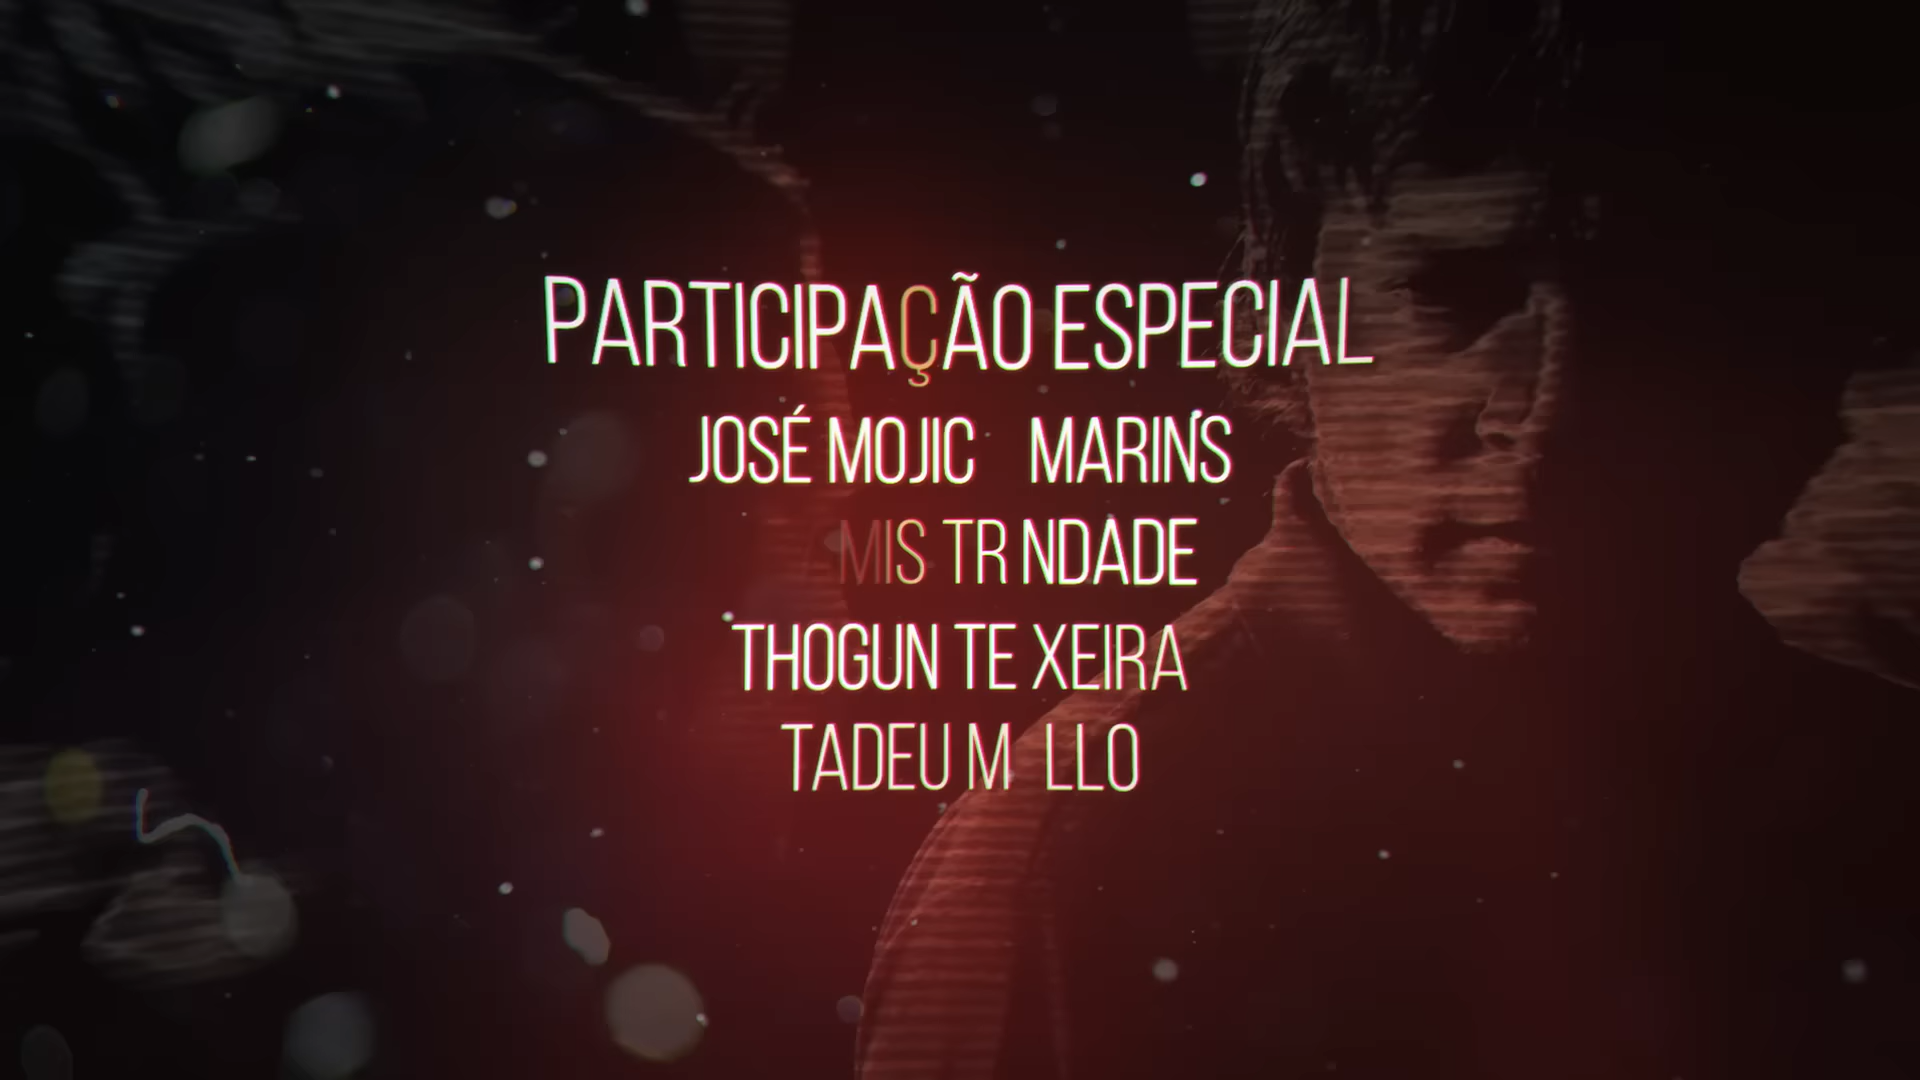 PARTICIPAÇÃO ESPECIAL
JOSÉ MOJIC MARINS
MIS TR NDADE
THOGUN TE XEIRA
TADEU M LLO